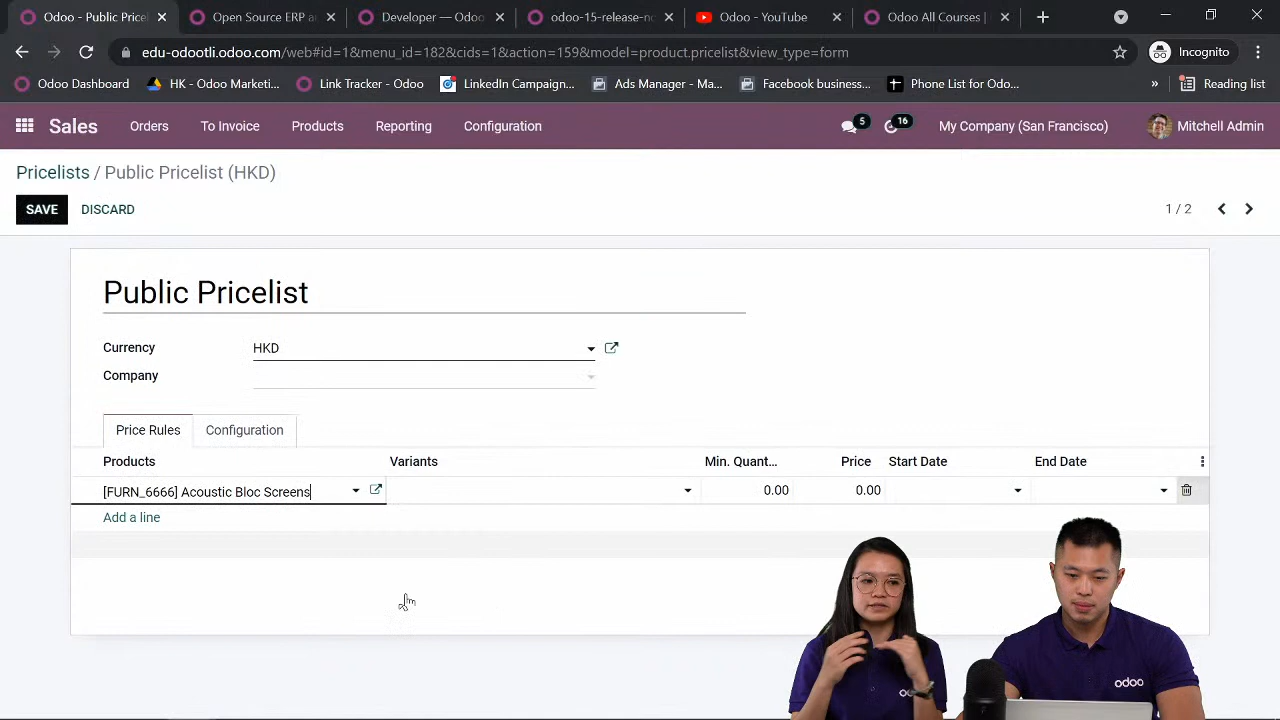 Odoo - Public Price
Open Source ERP a
Developer — Odoo
odoo-15-release-no
Odoo - YouTube
Odoo All Courses |
edu-odootli.odoo.com/web#id=1&menu_id=182&cids=1&action=159&model=product.pricelist&view_type=form
Incognito
Odoo Dashboard
HK - Odoo Marketi...
Link Tracker - Odoo
LinkedIn Campaign...
Ads Manager - Ma...
Facebook business...
Phone List for Odo...
»
Reading list
Sales
Orders
To Invoice
Products
Reporting
Configuration
5
16
My Company (San Francisco)
Mitchell Admin
Pricelists / Public Pricelist (HKD)
SAVE
DISCARD
1 / 2
Public Pricelist
Currency
HKD
Company
Price Rules
Configuration
Products
Variants
Min. Quant...
Price
Start Date
End Date
[FURN_6666] Acoustic Bloc Screens
0.00
0.00
Add a line
odoo